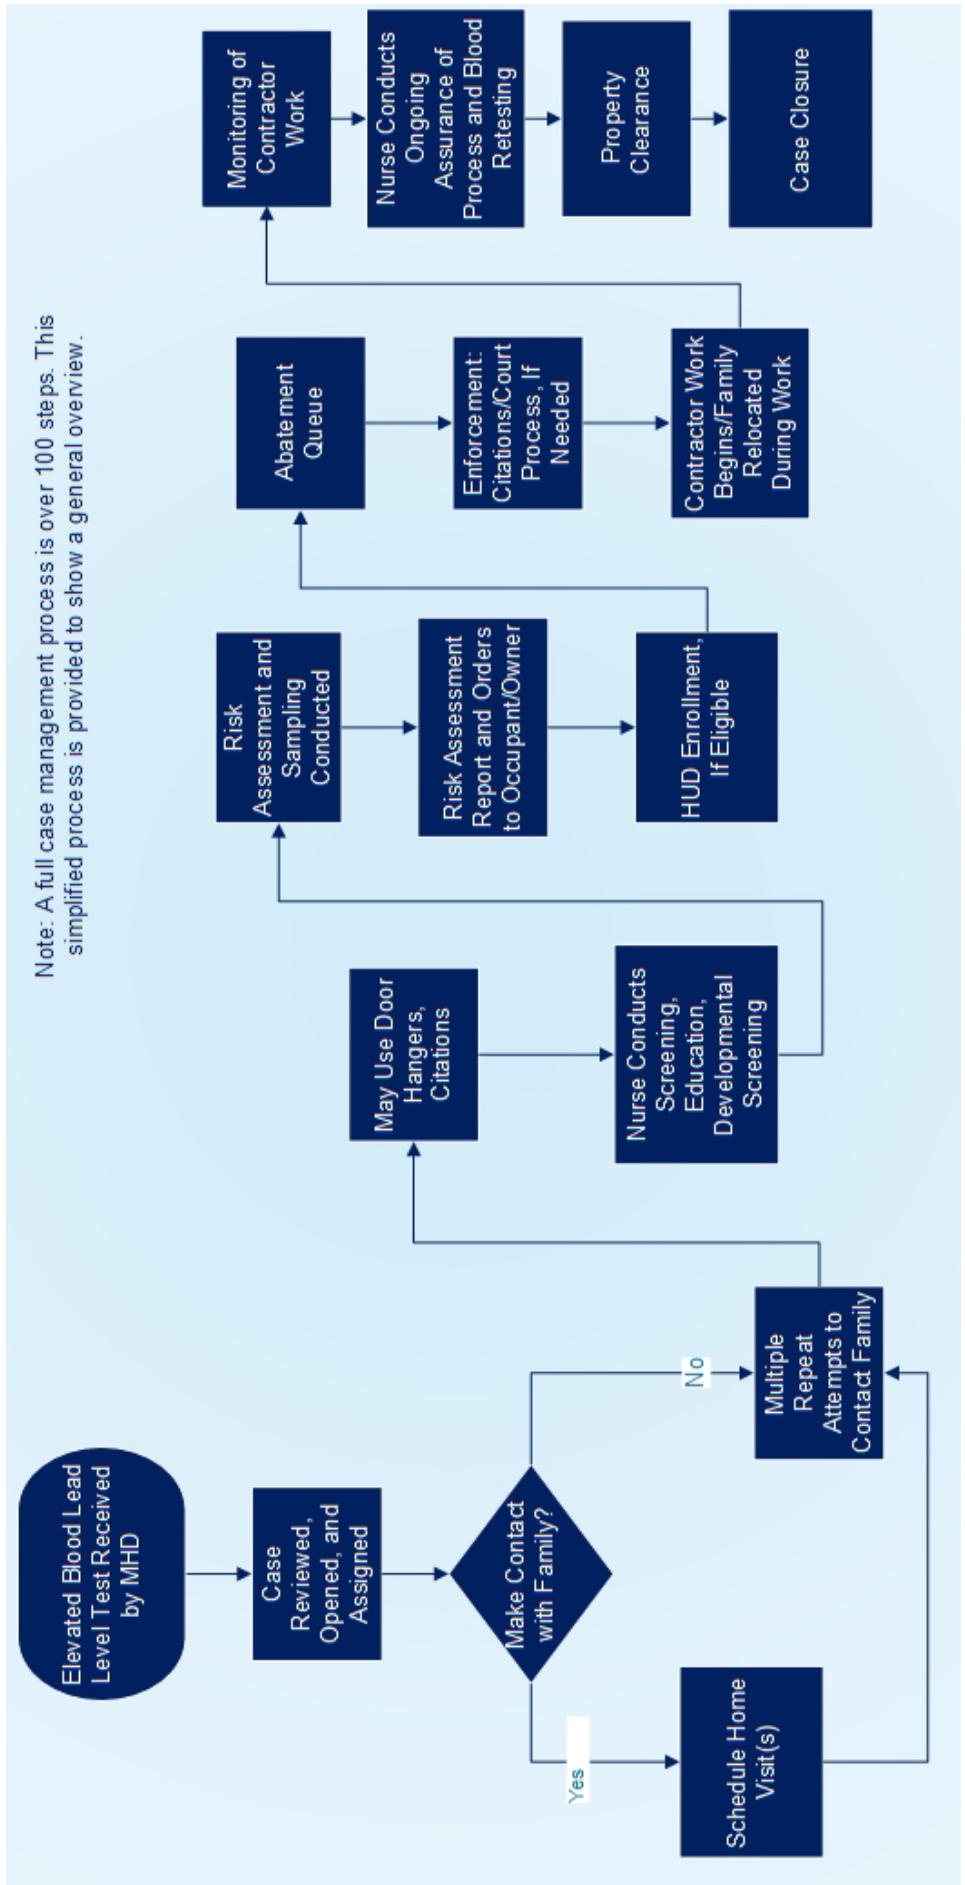 Note: A full case management process is over 100 steps. This
simplified process is provided to show a general overview.
Elevated Blood Lead
Level Test Received
by MHD
Case
Reviewed,
Opened, and
Assigned
Make Contact
with Family?
Yes
No
Schedule Home
Visit(s)
Multiple
Repeat
Attempts to
Contact Family
May Use Door
Hangers,
Citations
Nurse Conducts
Screening,
Education,
Developmental
Screening
Risk
Assessment and
Sampling
Conducted
Risk Assessment
Report and Orders
to Occupant/Owner
HUD Enrollment,
If Eligible
Abatement
Queue
Enforcement:
Citations/Court
Process, If
Needed
Contractor Work
Begins/Family
Relocated
During Work
Monitoring of
Contractor
Work
Nurse Conducts
Ongoing
Assurance of
Process and Blood
Retesting
Property
Clearance
Case Closure